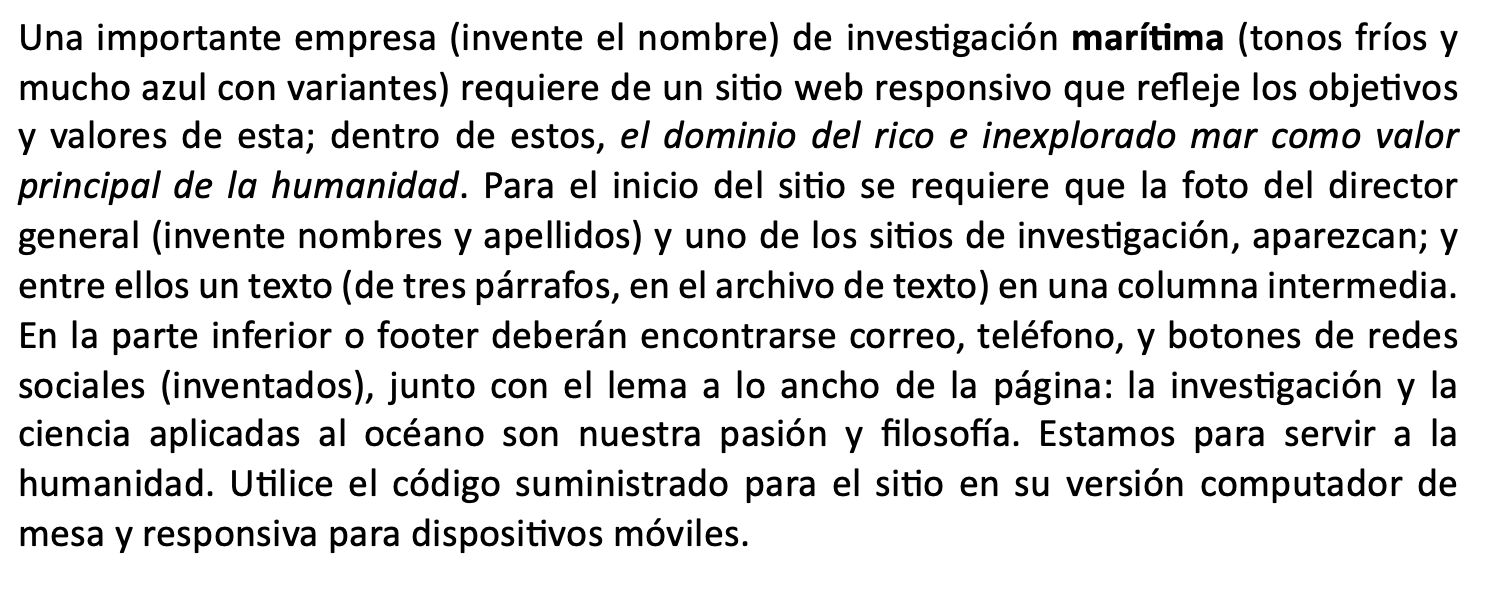 Una importante empresa (invente el nombre) de investigación marítima (tonos fríos y
mucho azul con variantes) requiere de un sitio web responsivo que refleje los objetivos
y valores de esta; dentro de estos, el dominio del rico e inexplorado mar como valor
principal de la humanidad. Para el inicio del sitio se requiere que la foto del director
general (invente nombres y apellidos) y uno de los sitios de investigación, aparezcan; y
entre ellos un texto (de tres párrafos, en el archivo de texto) en una columna intermedia.
En la parte inferior o footer deberán encontrarse correo, teléfono, y botones de redes
sociales (inventados), junto con el lema a lo ancho de la página: la investigación y la
ciencia aplicadas al océano son nuestra pasión y filosofía. Estamos para servir a la
humanidad. Utilice el código suministrado para el sitio en su versión computador de
mesa y responsiva para dispositivos móviles.